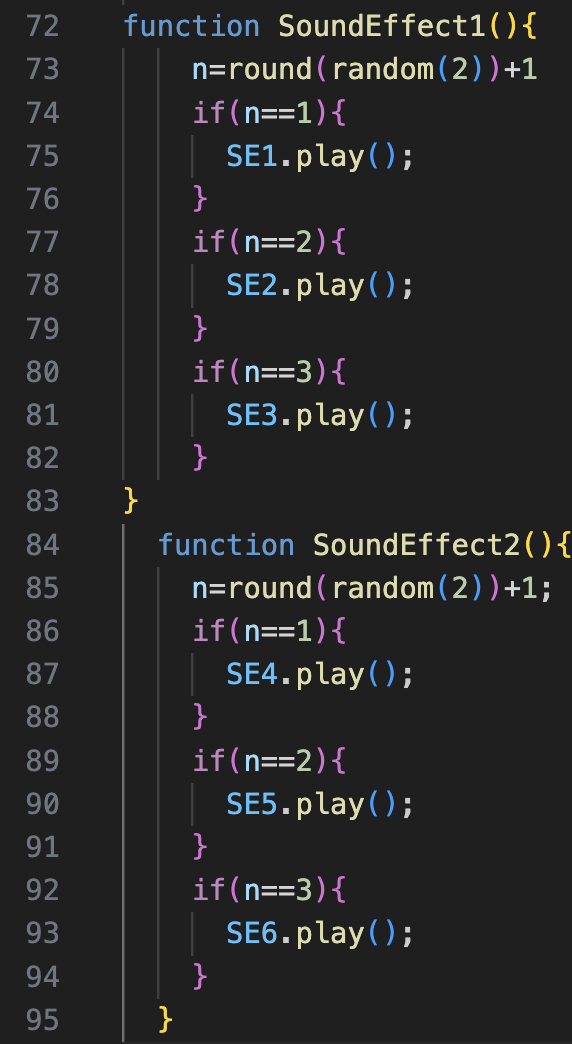 72 function SoundEffect1(){
73 n=round(random(2))+1
74 if(n==1){
75 SE1.play();
76 }
77 if(n==2){
78 SE2.play();
79 }
80 if(n==3){
81 SE3.play();
82 }
83 }
84 function SoundEffect2(){
85 n=round(random(2))+1;
86 if(n==1){
87 SE4.play();
88 }
89 if(n==2){
90 SE5.play();
91 }
92 if(n==3){
93 SE6.play();
94 }
95 }